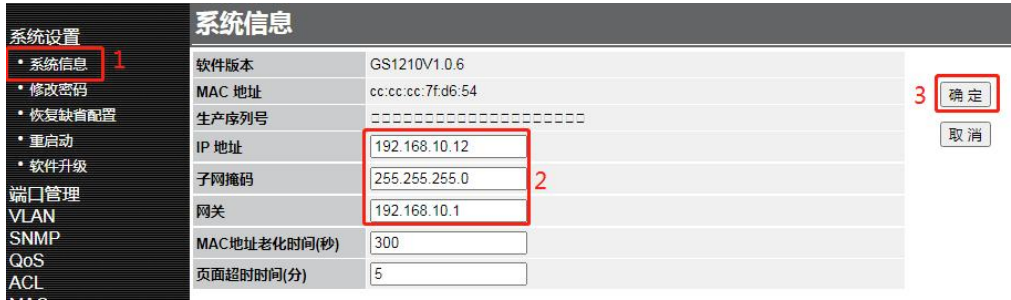 系统设置
• 系统信息
1
• 修改密码
• 恢复缺省配置
• 重启动
• 软件升级
端口管理
VLAN
SNMP
QoS
ACL
系统信息
软件版本 GS1210V1.0.6
MAC 地址 cc:cc:cc:7f:d6:54
生产序列号
IP 地址 192.168.10.12
子网掩码 255.255.255.0
2
网关 192.168.10.1
MAC地址老化时间(秒) 300
页面超时时间(分) 5
3
确 定
取 消